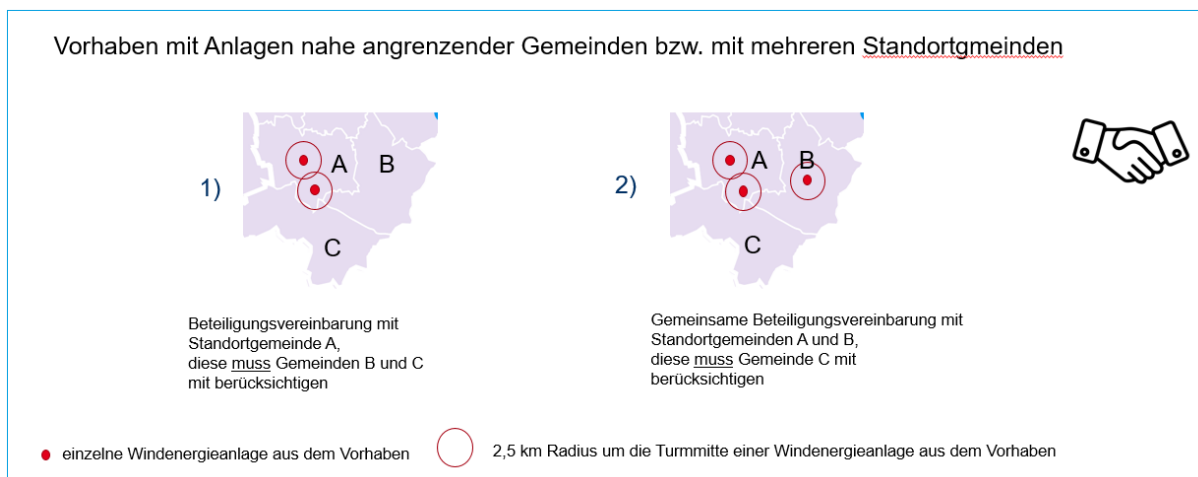 Vorhaben mit Anlagen nahe angrenzender Gemeinden bzw. mit mehreren Standortgmeinden
1)
A
B
C
2)
A
B
C
Beteiligungsvereinbarung mit
Standortgemeinde A,
diese muss Gemeinden B und C
mit berücksichtigen
Gemeinsame Beteiligungsvereinbarung mit
Standortgemeinden A und B,
diese muss Gemeinde C mit
berücksichtigen
einzelne Windenergieanlage aus dem Vorhaben
2,5 km Radius um die Turmmitte einer Windenergieanlage aus dem Vorhaben